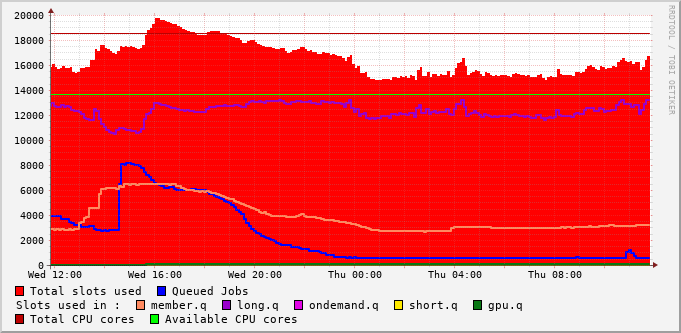 20000
18000
16000
14000
12000
10000
8000
6000
4000
2000
0
Wed 12:00 Wed 16:00 Wed 20:00 Thu 00:00 Thu 04:00 Thu 08:00
Total slots used Queued Jobs
Slots used in : member.q long.q ondemand.q short.q gpu.q
Total CPU cores Available CPU cores
RRDTOOL / TOBI OETIKER